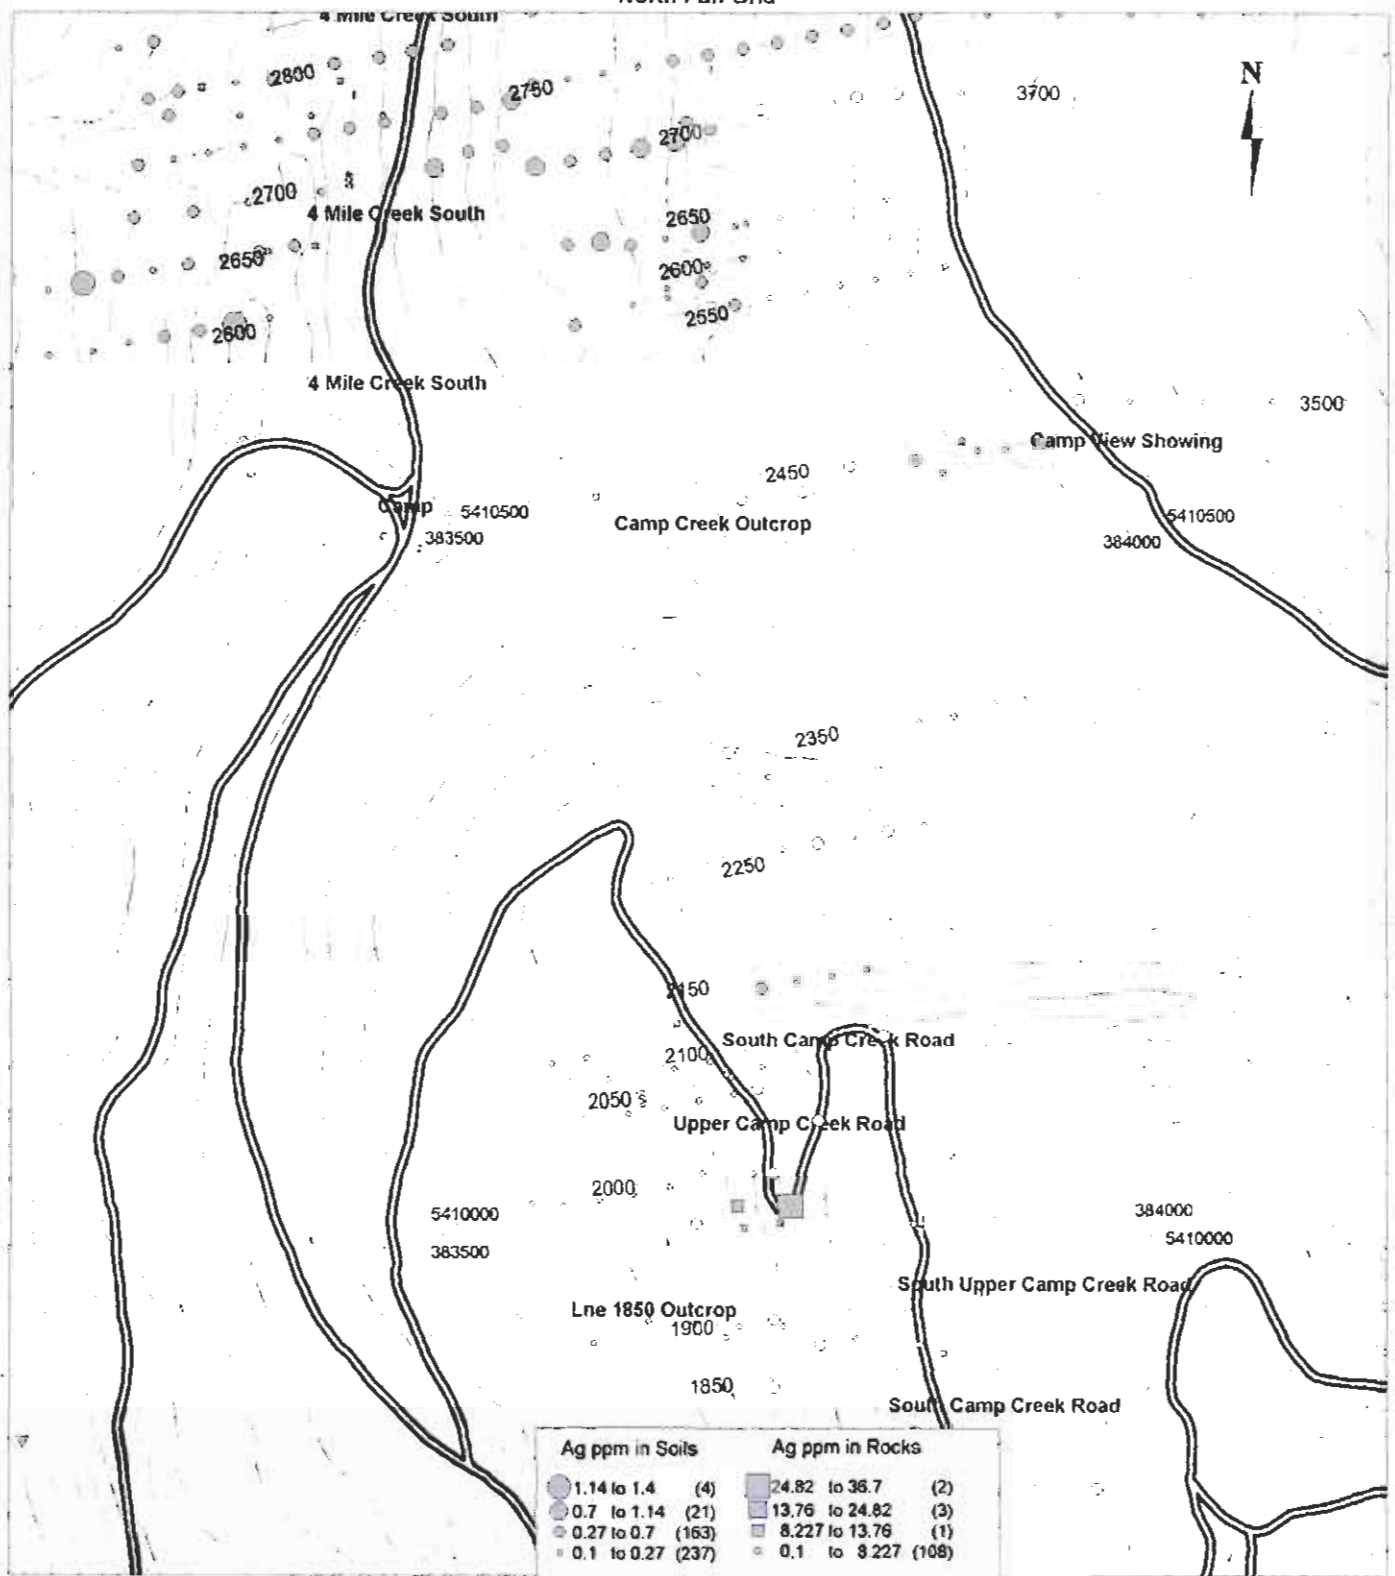 4 Mile Creek South
N
2800
2750
3700
2700
2700
4 Mile Creek South
2650
2650
2600
2550
2600
4 Mile Creek South
3500
Camp View Showing
2450
Camp
5410500
Camp Creek Outcrop
5410500
383500
384000
2350
2250
2150
South Camp Creek Road
2100
2050
Upper Camp Creek Road
2000
5410000
384000
5410000
383500
South Upper Camp Creek Road
Lne 1850 Outcrop
1900
1850
South Camp Creek Road
Ag ppm in Soils
1.14 to 1.4 (4)
0.7 to 1.14 (21)
0.27 to 0.7 (163)
0.1 to 0.27 (237)
Ag ppm in Rocks
24.82 to 36.7 (2)
13.76 to 24.82 (3)
8.227 to 13.76 (1)
0.1 to 8.227 (108)